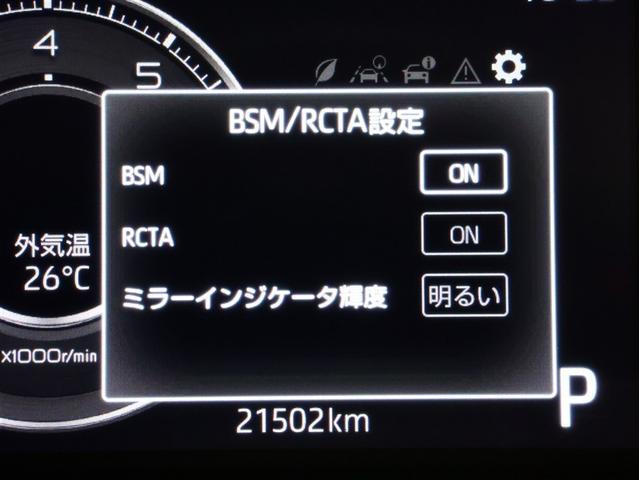 4
5
BSM/RCTA設定
BSM ON
RCTA ON
ミラーインジケータ輝度 明るい
外気温
26°C
x1000r/min
P
21502km